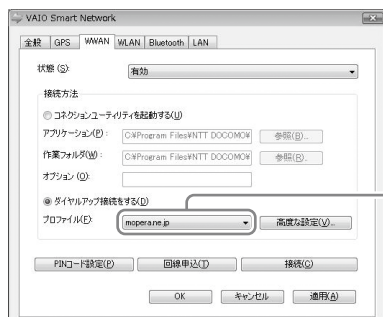 VAIO Smart Network
全般 GPS WWAN WLAN Bluetooth LAN
状態(S): 有効
接続方法
コネクションユーティリティを起動する(U)
アプリケーション(P): C:¥Program Files¥NTT DOCOMO¥ 参照(B)...
作業フォルダ(W): C:¥Program Files¥NTT DOCOMO¥ 参照(R)...
オプション(O):
ダイヤルアップ接続をする(D)
プロファイル(F): mopera.ne.jp 高度な設定(V)...
PINコード設定(P) 回線申込(T) 接続(C)
OK キャンセル 適用(A)